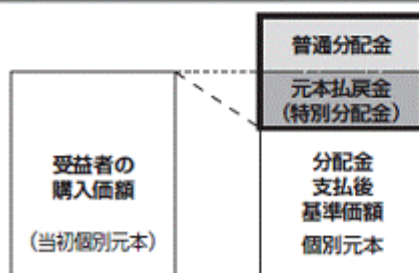 普通分配金
元本払戻金
(特別分配金)
受益者の
購入価額
(当初個別元本)
分配金
支払後
基準価額
個別元本